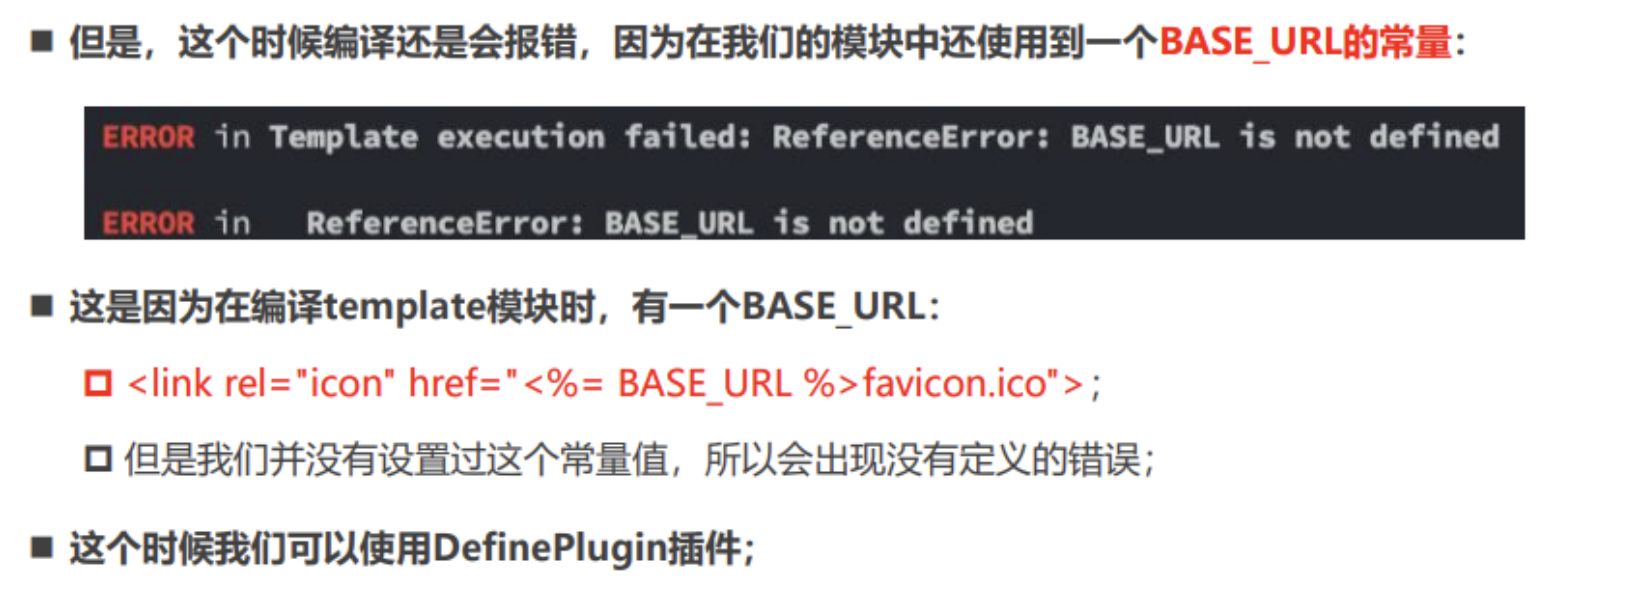 但是，这个时候编译还是会报错，因为在我们的模块中还使用到一个BASE_URL的常量：
ERROR in Template execution failed: ReferenceError: BASE_URL is not defined
ERROR in   ReferenceError: BASE_URL is not defined
这是因为在编译template模块时，有一个BASE_URL：
<link rel="icon" href="<%= BASE_URL %>favicon.ico">；
但是我们并没有设置过这个常量值，所以会出现没有定义的错误；
这个时候我们可以使用DefinePlugin插件；